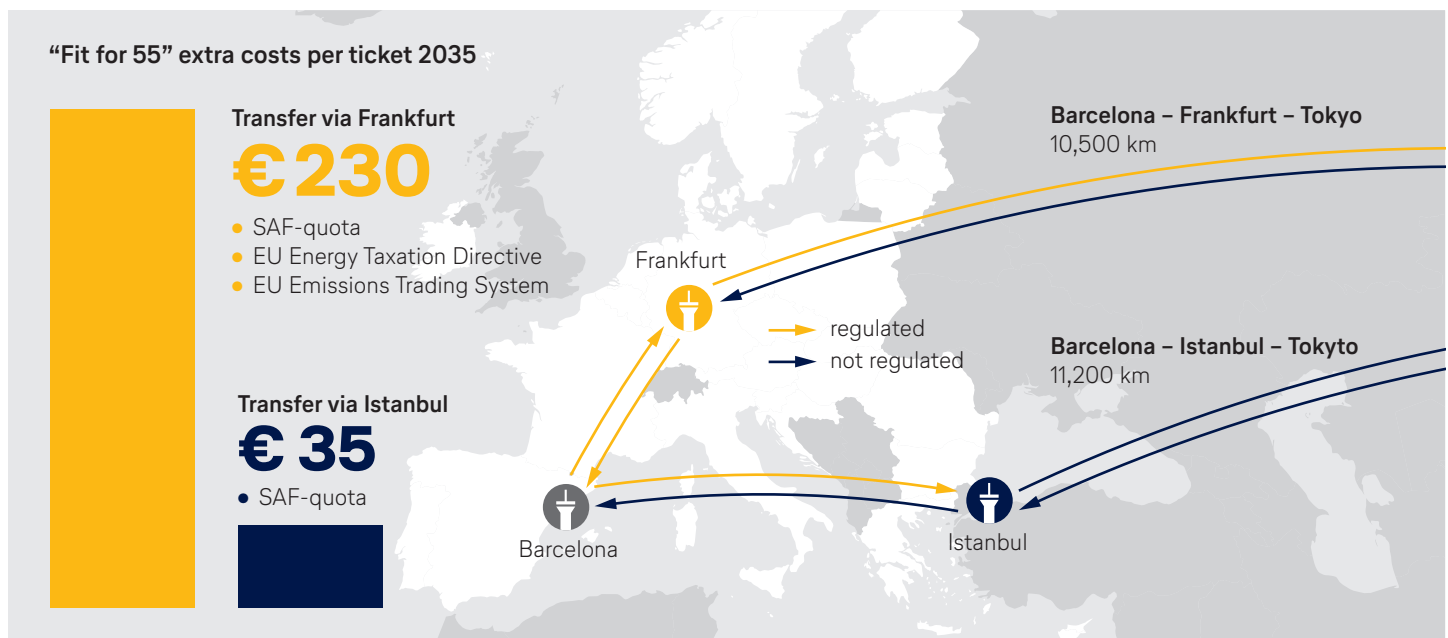 “Fit for 55” extra costs per ticket 2035
Transfer via Frankfurt
€ 230
• SAF-quota
• EU Energy Taxation Directive
• EU Emissions Trading System
Transfer via Istanbul
€ 35
• SAF-quota
Frankfurt
regulated
not regulated
Barcelona – Frankfurt – Tokyo
10,500 km
Barcelona – Istanbul – Tokyto
11,200 km
Barcelona
Istanbul